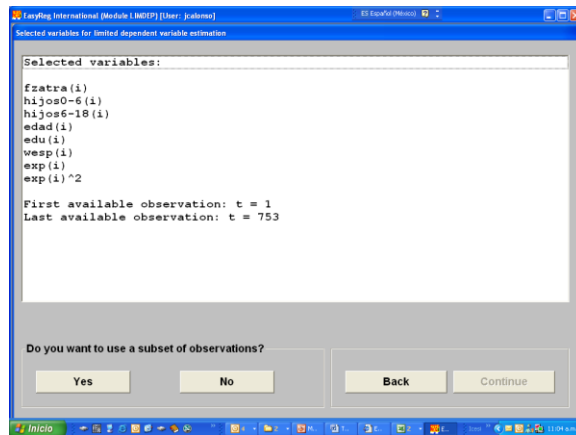 EasyReg International (Module LIMDEP) [User: jcalonso]
ES Español (México)
Selected variables for limited dependent variable estimation
Selected variables:
fzatra(i)
hijos0-6(i)
hijos6-18(i)
edad(i)
edu(i)
wesp(i)
exp(i)
exp(i)^2
First available observation: t = 1
Last available observation: t = 753
Do you want to use a subset of observations?
Yes
No
Back
Continue
Inicio
11:04 a.m.